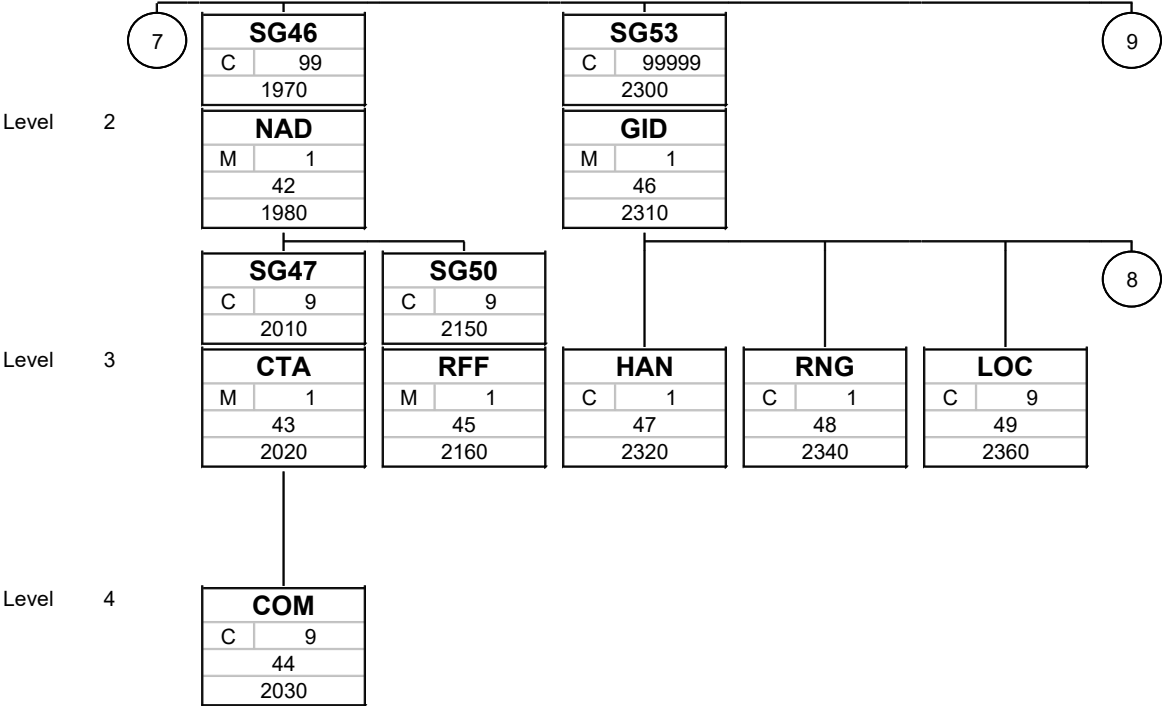 7
SG46
C 99
1970
SG53
C 99999
2300
9
Level 2
NAD
M 1
42
1980
GID
M 1
46
2310
SG47
C 9
2010
SG50
C 9
2150
8
Level 3
CTA
M 1
43
2020
RFF
M 1
45
2160
HAN
C 1
47
2320
RNG
C 1
48
2340
LOC
C 9
49
2360
Level 4
COM
C 9
44
2030